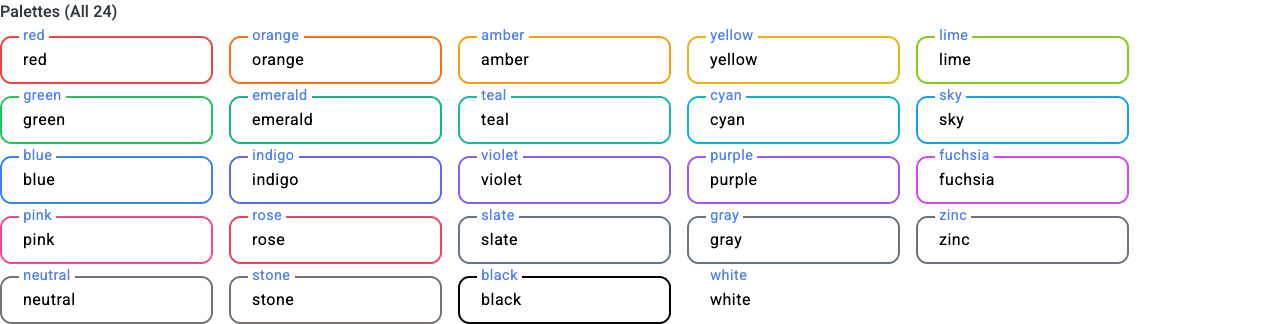 Palettes (All 24)
red orange amber yellow lime
red orange amber yellow lime
green emerald teal cyan sky
green emerald teal cyan sky
blue indigo violet purple fuchsia
blue indigo violet purple fuchsia
pink rose slate gray zinc
pink rose slate gray zinc
neutral stone black white
neutral stone black white